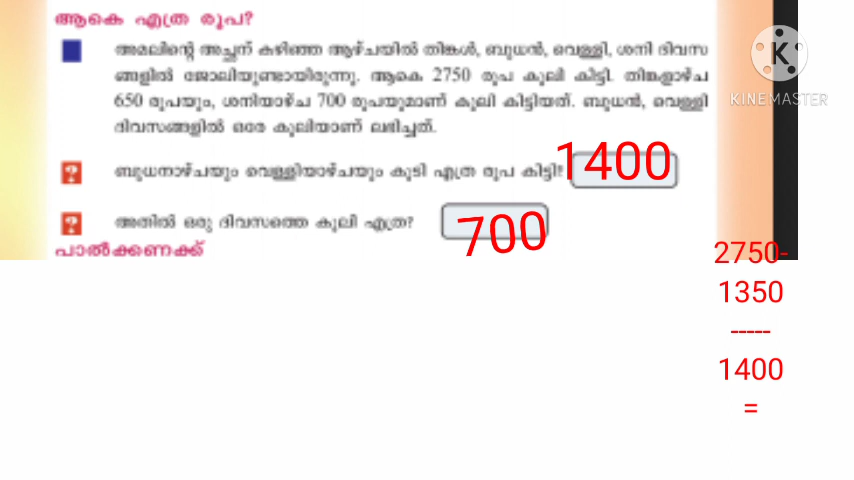 ആകെ എത്ര രൂപ?
അമലിന്റെ അച്ഛന് കഴിഞ്ഞ ആഴ്ചയിൽ തിങ്കൾ, ബുധൻ, വെള്ളി, ശനി ദിവസ
ങ്ങളിൽ ജോലിയുണ്ടായിരുന്നു. ആകെ 2750 രൂപ കൂലി കിട്ടി. തിങ്കളാഴ്ച
650 രൂപയും, ശനിയാഴ്ച 700 രൂപയുമാണ് കൂലി കിട്ടിയത്. ബുധൻ, വെള്ളി
ദിവസങ്ങളിൽ ഒരേ കൂലിയാണ് ലഭിച്ചത്.
ബുധനാഴ്ചയും വെള്ളിയാഴ്ചയും കൂടി എത്ര രൂപ കിട്ടി? 1400
അതിൽ ഒരു ദിവസത്തെ കൂലി എത്ര? 700
പാൽക്കണക്ക്
K
KINEMASTER
2750-
1350
-----
1400
=